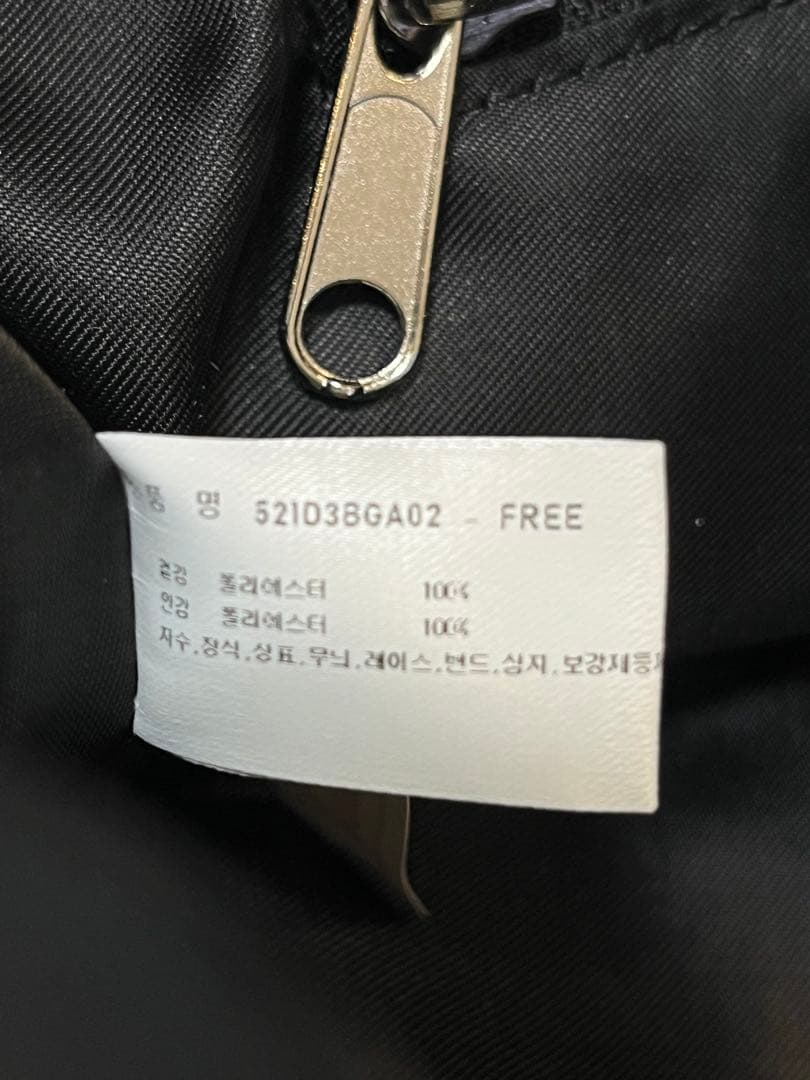 품 명 521D3BGA02 - FREE
겉감 폴리에스터 100%
안감 폴리에스터 100%
자수,장식,상표,무늬,레이스,밴드,심지,보강재등